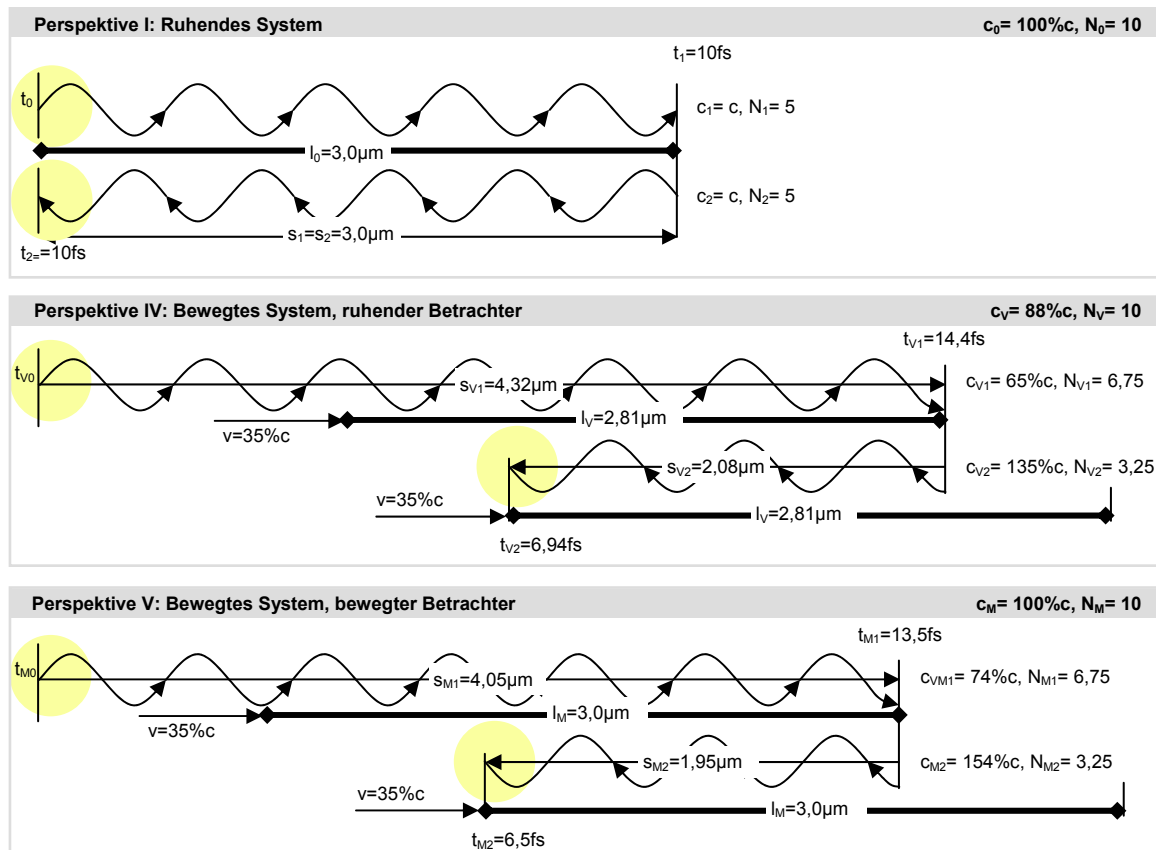 Perspektive I: Ruhendes System c₀= 100%c, N₀= 10
t₁=10fs
t₀
c₁= c, N₁= 5
l₀=3,0µm
c₂= c, N₂= 5
s₁=s₂=3,0µm
t₂₌=10fs
Perspektive IV: Bewegtes System, ruhender Betrachter c_V= 88%c, N_V= 10
t_V1=14,4fs
t_V0
s_V1=4,32µm
c_V1= 65%c, N_V1= 6,75
l_V=2,81µm
v=35%c
s_V2=2,08µm
c_V2= 135%c, N_V2= 3,25
v=35%c
l_V=2,81µm
t_V2=6,94fs
Perspektive V: Bewegtes System, bewegter Betrachter c_M= 100%c, N_M= 10
t_M1=13,5fs
t_M0
s_M1=4,05µm
c_VM1= 74%c, N_M1= 6,75
l_M=3,0µm
v=35%c
s_M2=1,95µm
c_M2= 154%c, N_M2= 3,25
v=35%c
l_M=3,0µm
t_M2=6,5fs